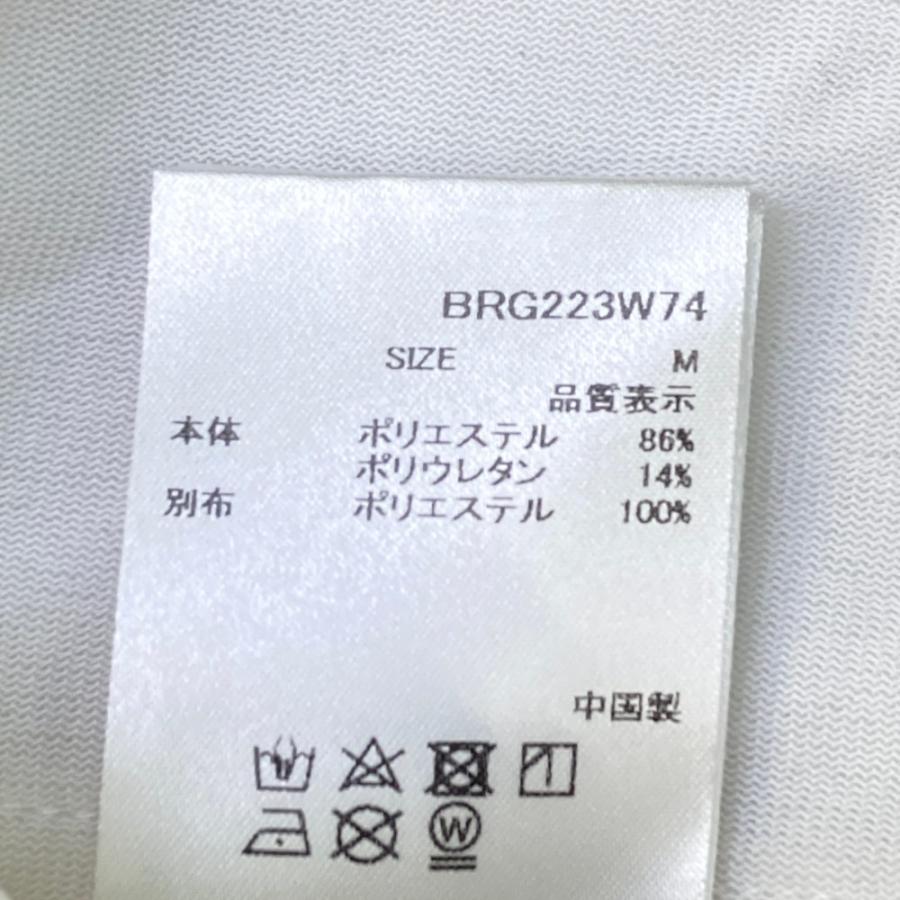 BRG223W74
SIZE M
品質表示
本体 ポリエステル 86%
ポリウレタン 14%
別布 ポリエステル 100%
中国製
W